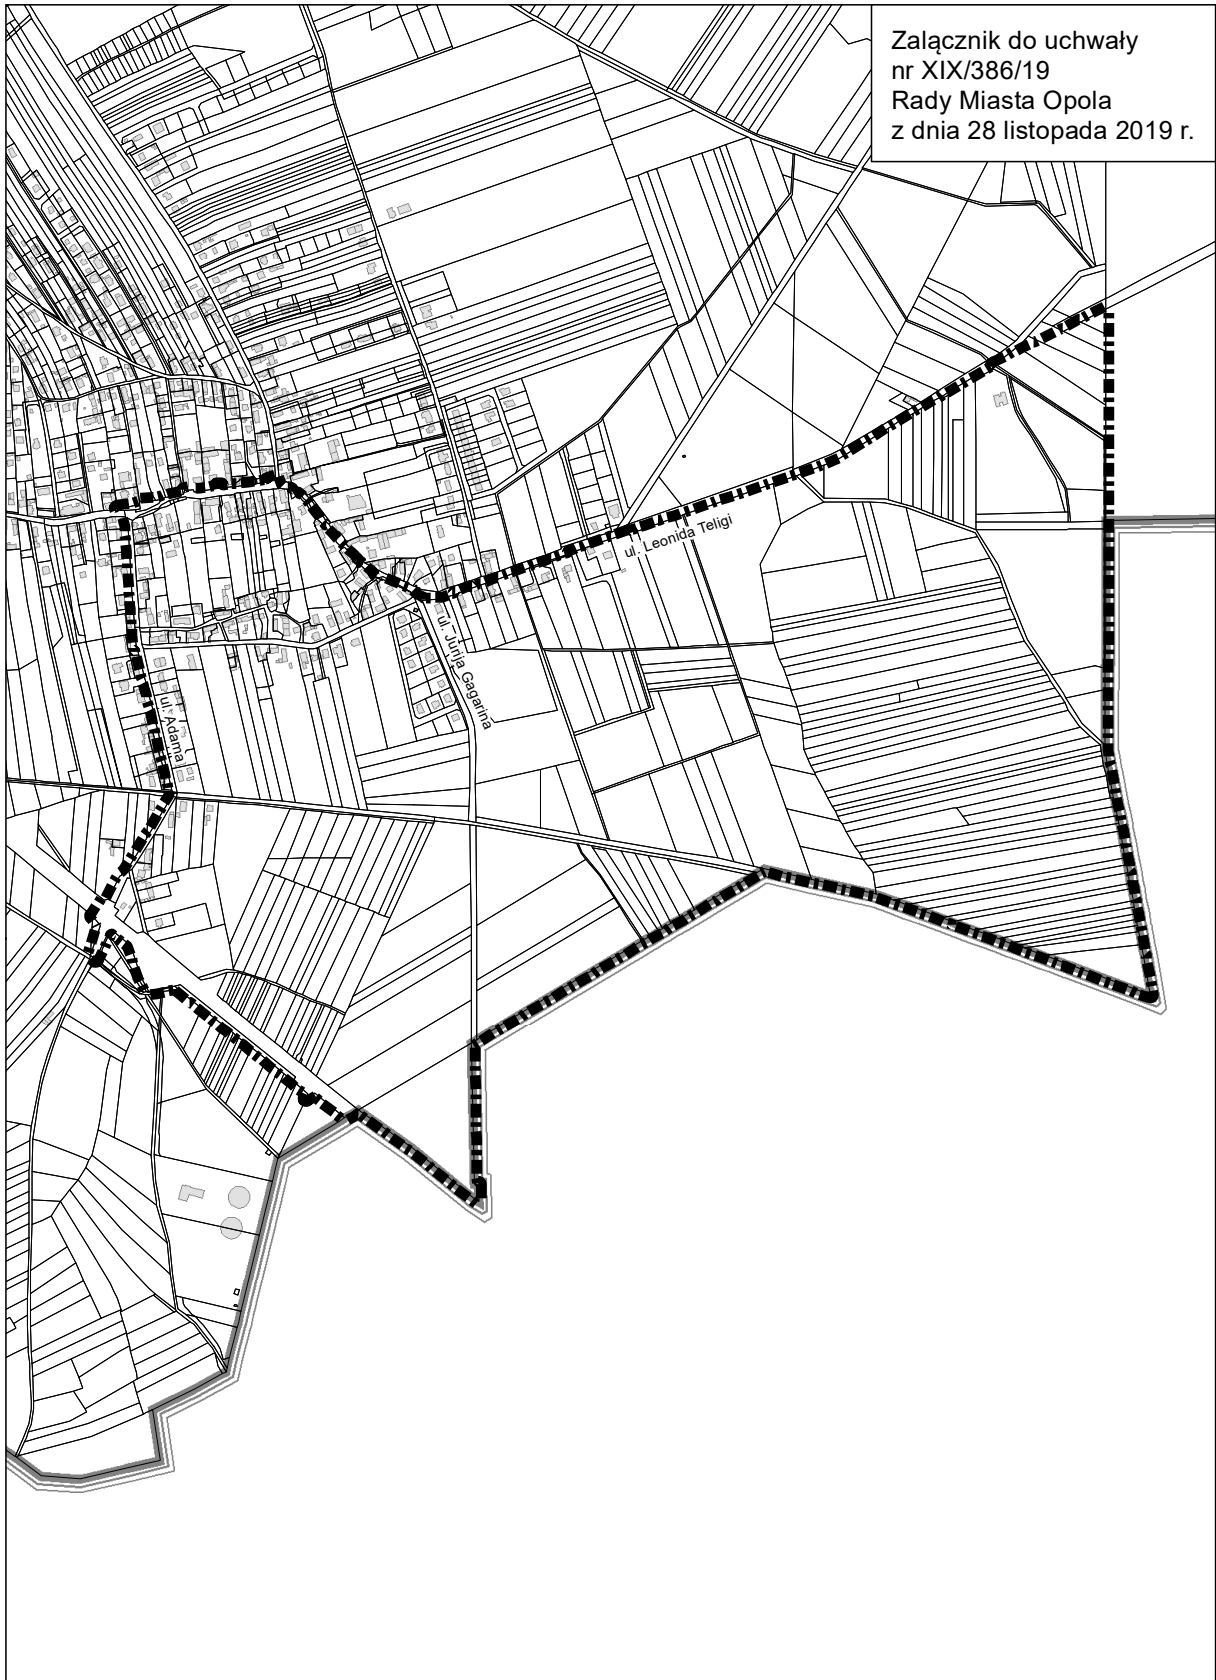 Załącznik do uchwały
nr XIX/386/19
Rady Miasta Opola
z dnia 28 listopada 2019 r.
ul. Leonida Teligi
ul. Jurija Gagarina
ul. Adama